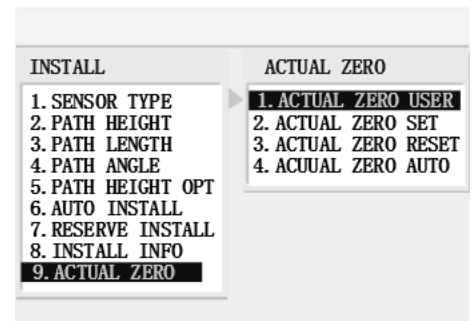 INSTALL
1. SENSOR TYPE
2. PATH HEIGHT
3. PATH LENGTH
4. PATH ANGLE
5. PATH HEIGHT OPT
6. AUTO INSTALL
7. RESERVE INSTALL
8. INSTALL INFO
9. ACTUAL ZERO
ACTUAL ZERO
1. ACTUAL ZERO USER
2. ACTUAL ZERO SET
3. ACTUAL ZERO RESET
4. ACUUAL ZERO AUTO